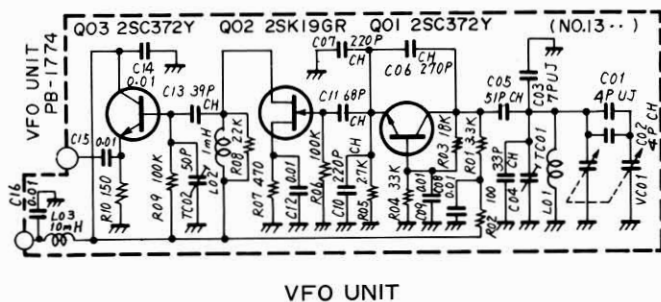 Q03 2SC372Y
Q02 2SK19GR
Q01 2SC372Y
(NO.13··)
VFO UNIT
PB-1774
C14
0.01
C13 39P
CH
C07 220P
CH
C06 270P
CH
C05
51P CH
C03
7P UJ
C01
4P UJ
C02
4P CH
C11 68P
CH
C15 0.01
R10 150
R09 100K
TC02 50P
L02 1mH
R08 2.2K
R07 470
C12 0.01
R06 100K
C10 220P
CH
R05 27K
R04 33K
C09 0.01
C08 0.01
R03 18K
R01 3.3K
R02 100
C04 33P
CH
TC01
L01
VC01
C16
0.01
L03
10mH
VFO UNIT